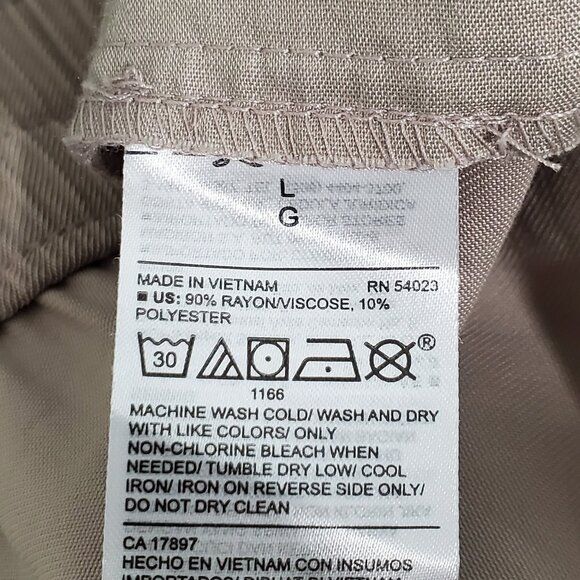 L
G
MADE IN VIETNAM RN 54023
■ US: 90% RAYON/VISCOSE, 10%
POLYESTER
30 ®
1166
MACHINE WASH COLD/ WASH AND DRY
WITH LIKE COLORS/ ONLY
NON-CHLORINE BLEACH WHEN
NEEDED/ TUMBLE DRY LOW/ COOL
IRON/ IRON ON REVERSE SIDE ONLY/
DO NOT DRY CLEAN
CA 17897
HECHO EN VIETNAM CON INSUMOS